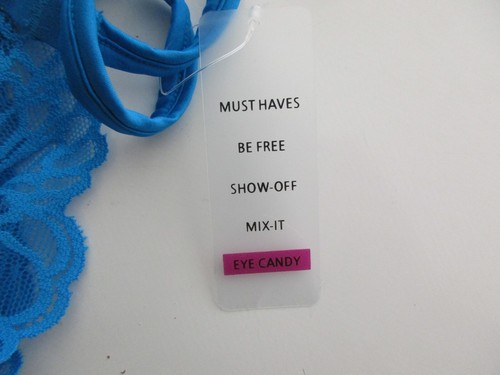 MUST HAVES
BE FREE
SHOW-OFF
MIX-IT
EYE CANDY